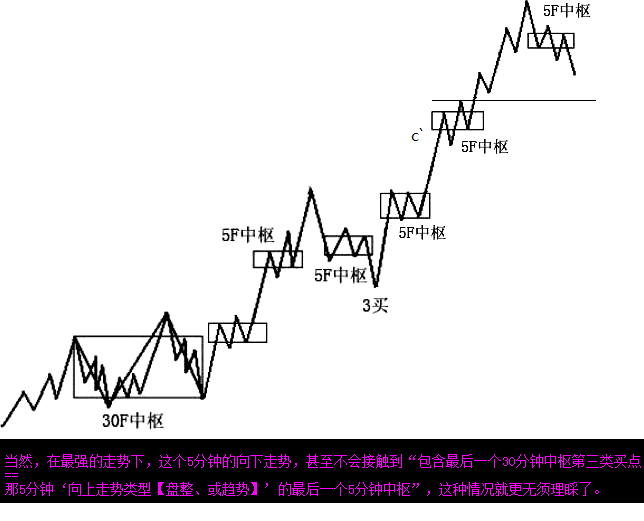 5F中枢
c`
5F中枢
5F中枢
5F中枢
5F中枢
3买
30F中枢
当然，在最强的走势下，这个5分钟的向下走势，甚至不会接触到“包含最后一个30分钟中枢第三类买点
==
那5分钟‘向上走势类型【盘整、或趋势】’的最后一个5分钟中枢”，这种情况就更无须理睬了。